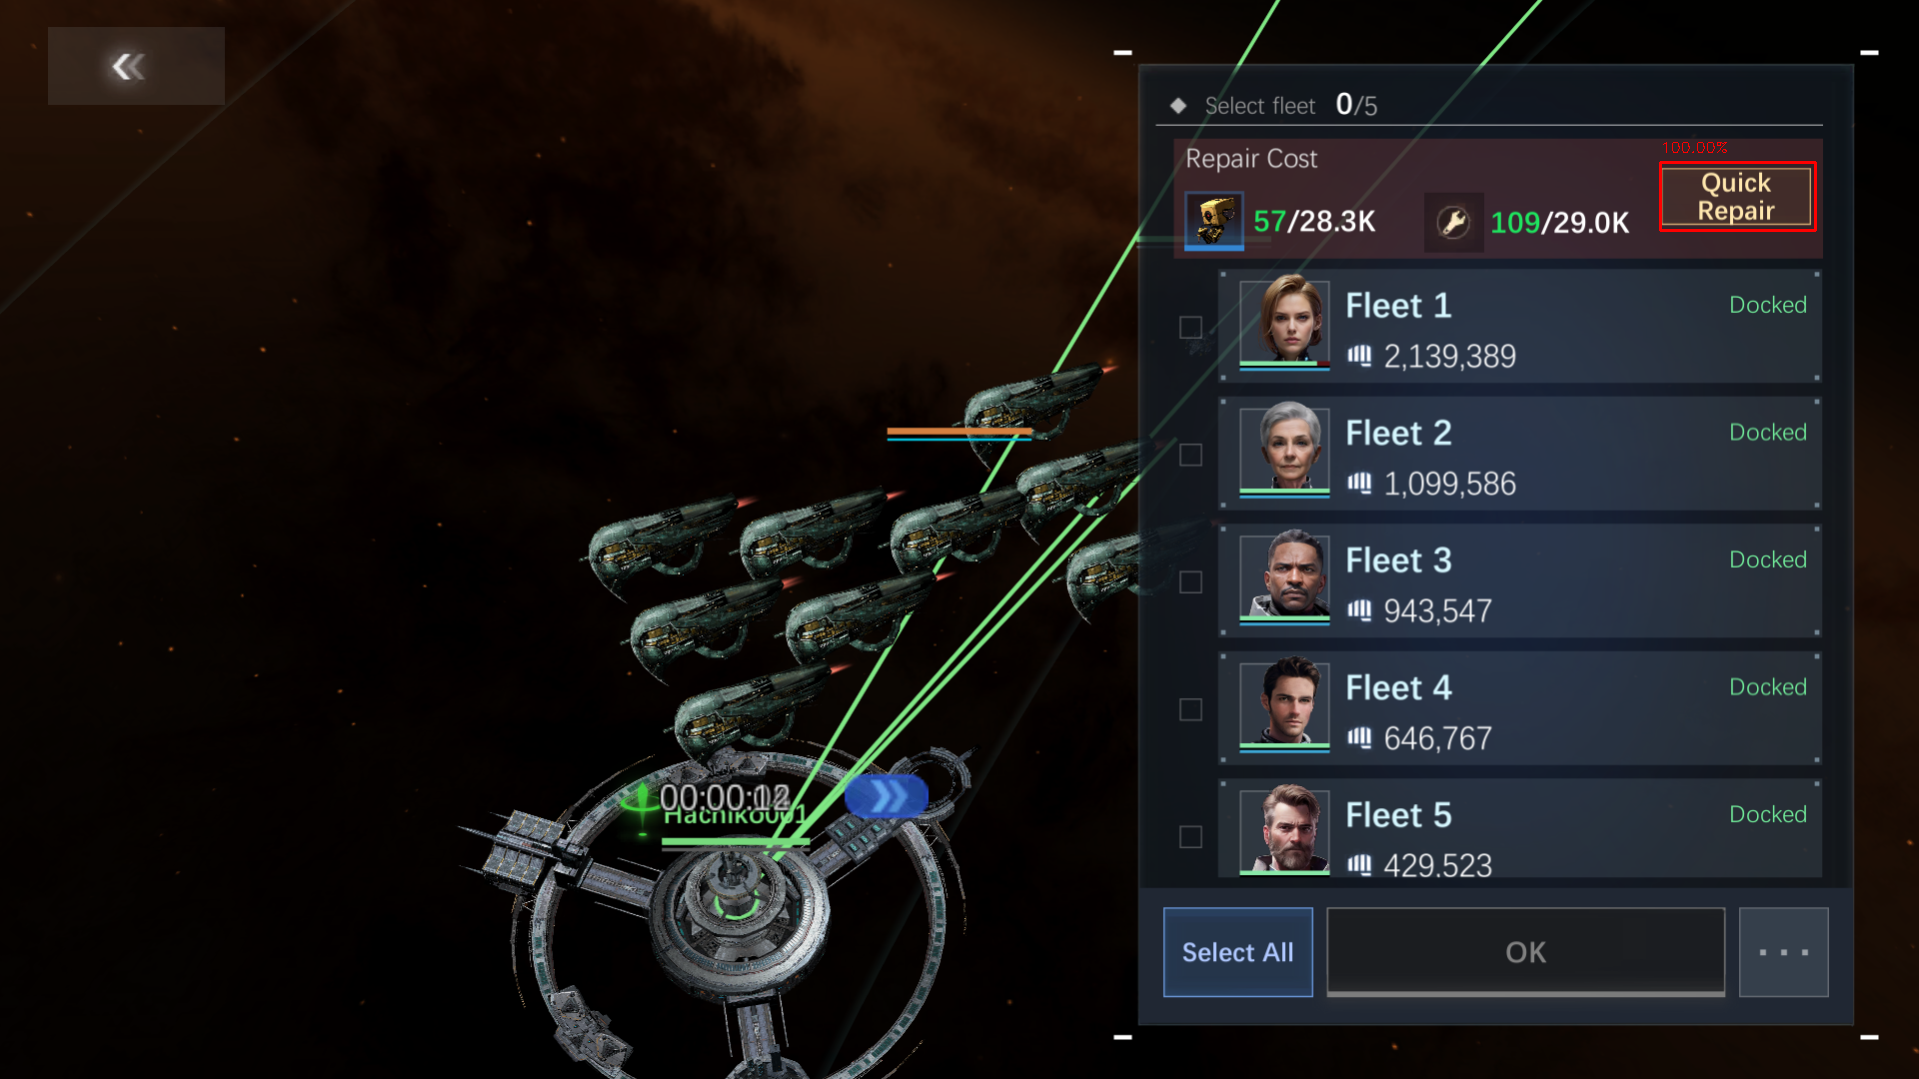 Select fleet 0/5
Repair Cost
100.00%
Quick
Repair
57/28.3K
109/29.0K
Fleet 1
Docked
2,139,389
Fleet 2
Docked
1,099,586
Fleet 3
Docked
943,547
Fleet 4
Docked
646,767
Fleet 5
Docked
429,523
00:00:12
Hachiko001
Select All
OK
...